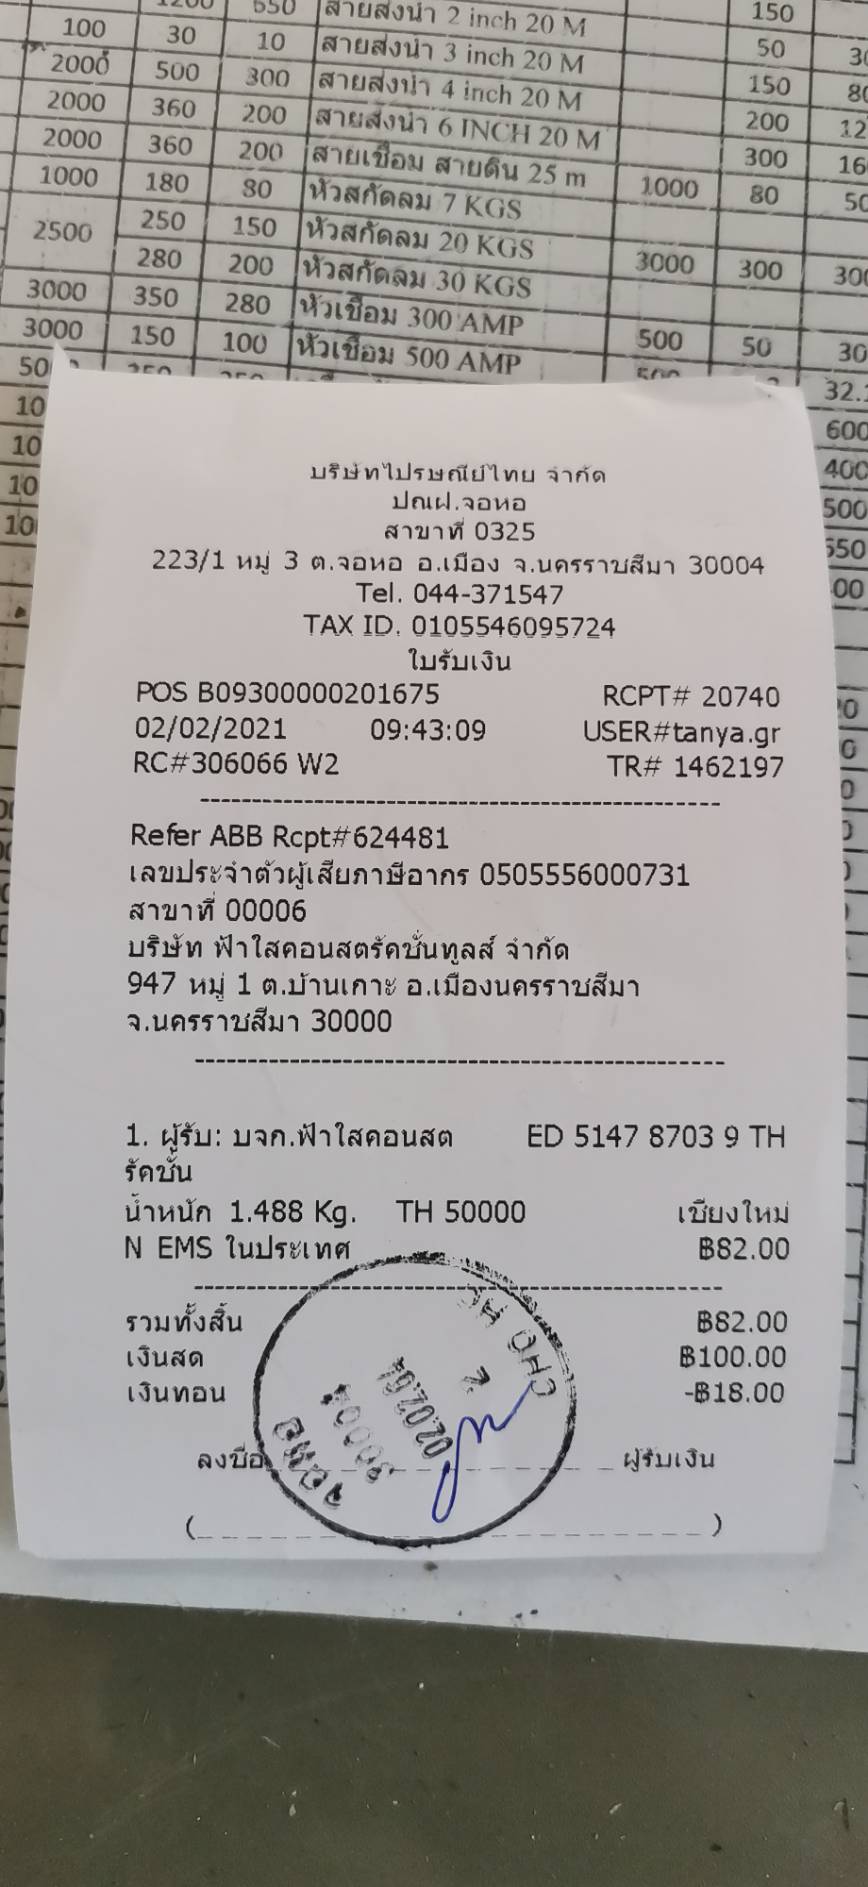 1200 650 สายส่งน้ำ 2 inch 20 M 150
100 30 10 สายส่งน้ำ 3 inch 20 M 50
2000 500 300 สายส่งน้ำ 4 inch 20 M 150
2000 360 200 สายส่งน้ำ 6 INCH 20 M 200
2000 360 200 สายเชื่อม สายดิน 25 m 300
1000 180 80 หัวสกัดลม 7 KGS 1000 80
2500 250 150 หัวสกัดลม 20 KGS
280 200 หัวสกัดลม 30 KGS 3000 300
3000 350 280 หัวเชื่อม 300 AMP
3000 150 100 หัวเชื่อม 500 AMP 500 50
600
400
500
บริษัทไปรษณีย์ไทย จำกัด
ปณฝ.จอหอ
สาขาที่ 0325
223/1 หมู่ 3 ต.จอหอ อ.เมือง จ.นครราชสีมา 30004
Tel. 044-371547
TAX ID. 0105546095724
ใบรับเงิน
POS B09300000201675 RCPT# 20740
02/02/2021 09:43:09 USER#tanya.gr
RC#306066 W2 TR# 1462197
Refer ABB Rcpt#624481
เลขประจำตัวผู้เสียภาษีอากร 0505556000731
สาขาที่ 00006
บริษัท ฟ้าใสคอนสตรัคชั่นทูลส์ จำกัด
947 หมู่ 1 ต.บ้านเกาะ อ.เมืองนครราชสีมา
จ.นครราชสีมา 30000
1. ผู้รับ: บจก.ฟ้าใสคอนสต ED 5147 8703 9 TH
รัคชั่น
น้ำหนัก 1.488 Kg. TH 50000 เชียงใหม่
N EMS ในประเทศ ฿82.00
รวมทั้งสิ้น ฿82.00
เงินสด ฿100.00
เงินทอน -฿18.00
CHO HO
2
02.02.64
30004
จอหอ
ลงชื่อ ผู้รับเงิน
( )